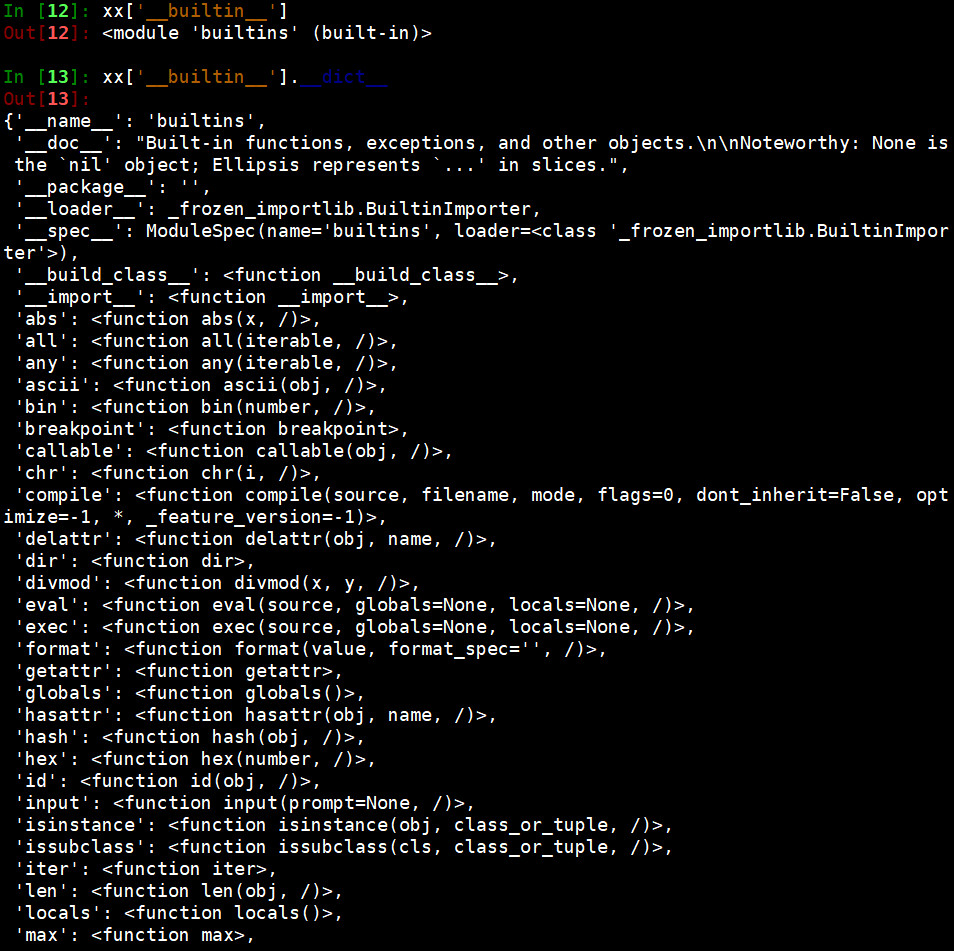 In [12]: xx['__builtin__']
Out[12]: <module 'builtins' (built-in)>
In [13]: xx['__builtin__'].__dict__
Out[13]:
{'__name__': 'builtins',
 '__doc__': "Built-in functions, exceptions, and other objects.\n\nNoteworthy: None is
 the `nil' object; Ellipsis represents `...' in slices.",
 '__package__': '',
 '__loader__': _frozen_importlib.BuiltinImporter,
 '__spec__': ModuleSpec(name='builtins', loader=<class '_frozen_importlib.BuiltinImpor
ter'>),
 '__build_class__': <function __build_class__>,
 '__import__': <function __import__>,
 'abs': <function abs(x, /)>,
 'all': <function all(iterable, /)>,
 'any': <function any(iterable, /)>,
 'ascii': <function ascii(obj, /)>,
 'bin': <function bin(number, /)>,
 'breakpoint': <function breakpoint>,
 'callable': <function callable(obj, /)>,
 'chr': <function chr(i, /)>,
 'compile': <function compile(source, filename, mode, flags=0, dont_inherit=False, opt
imize=-1, *, _feature_version=-1)>,
 'delattr': <function delattr(obj, name, /)>,
 'dir': <function dir>,
 'divmod': <function divmod(x, y, /)>,
 'eval': <function eval(source, globals=None, locals=None, /)>,
 'exec': <function exec(source, globals=None, locals=None, /)>,
 'format': <function format(value, format_spec='', /)>,
 'getattr': <function getattr>,
 'globals': <function globals()>,
 'hasattr': <function hasattr(obj, name, /)>,
 'hash': <function hash(obj, /)>,
 'hex': <function hex(number, /)>,
 'id': <function id(obj, /)>,
 'input': <function input(prompt=None, /)>,
 'isinstance': <function isinstance(obj, class_or_tuple, /)>,
 'issubclass': <function issubclass(cls, class_or_tuple, /)>,
 'iter': <function iter>,
 'len': <function len(obj, /)>,
 'locals': <function locals()>,
 'max': <function max>,